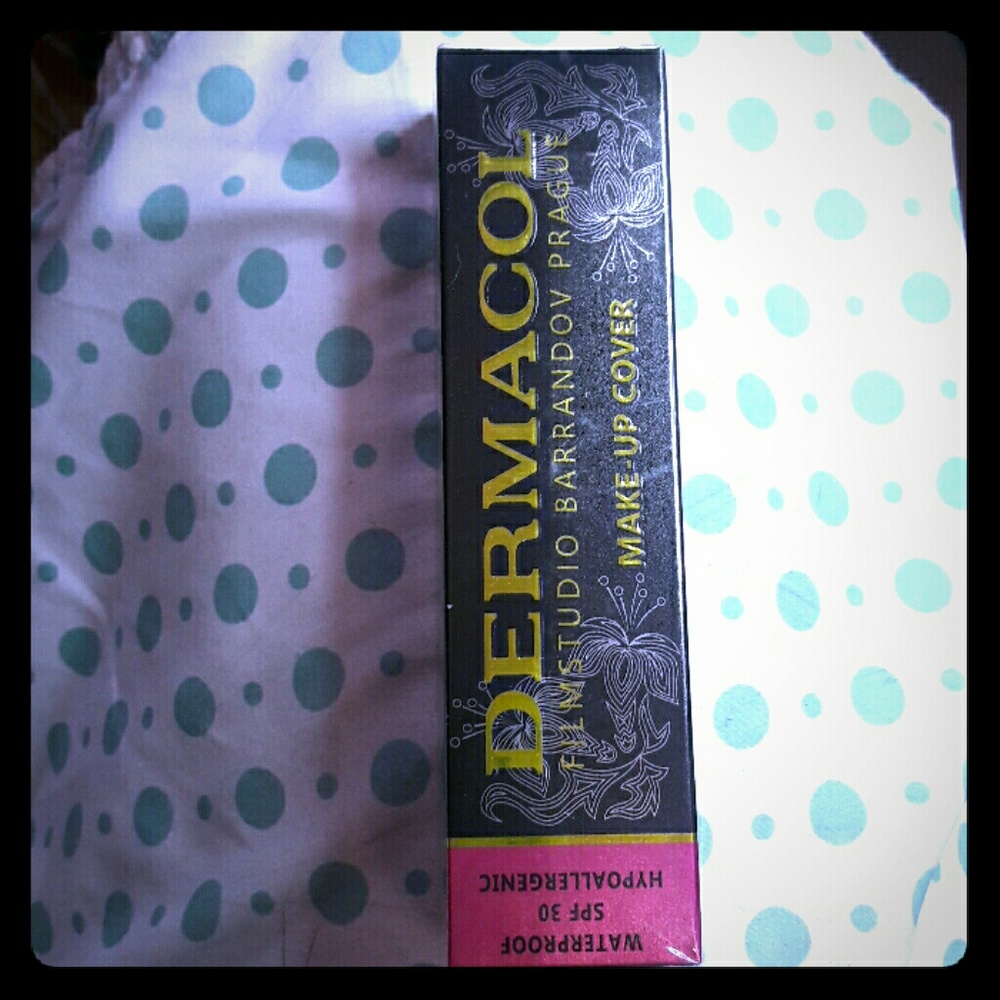 DERMACOL
FILMSTUDIO BARRANDOV PRAGUE
MAKE-UP COVER
WATERPROOF
SPF 30
HYPOALLERGENIC